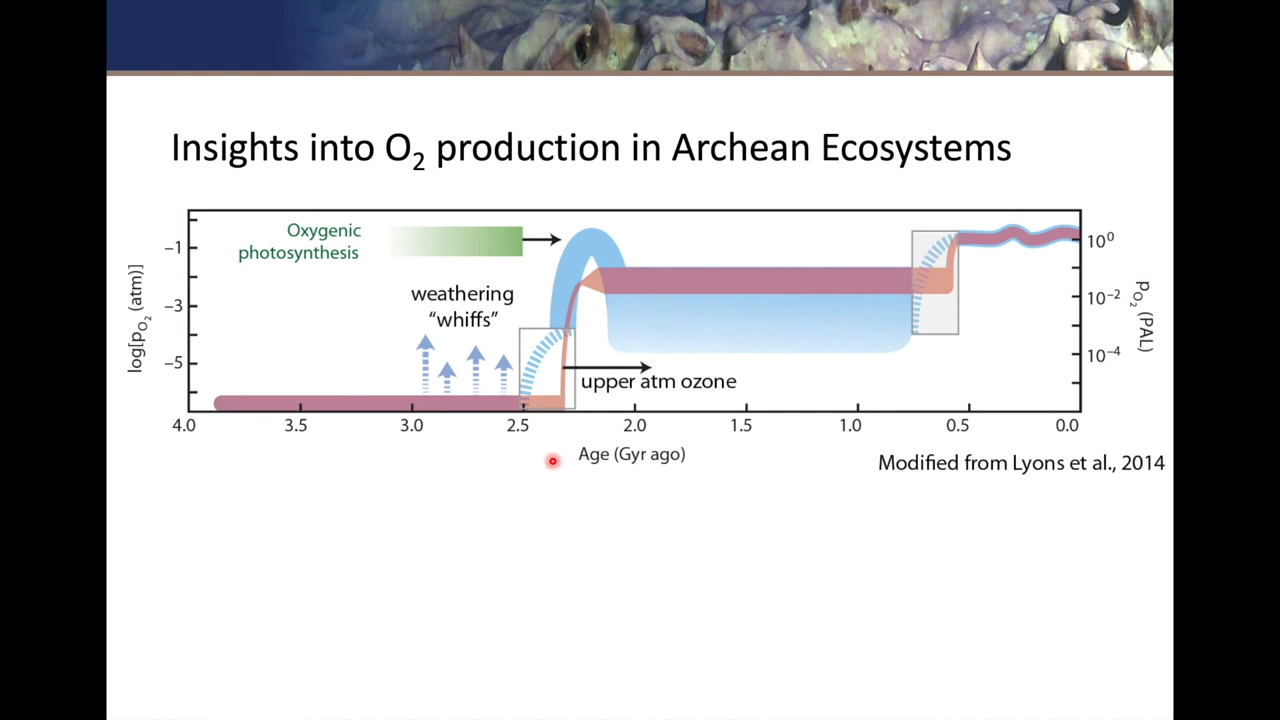 Insights into O₂ production in Archean Ecosystems
Oxygenic
photosynthesis
weathering
“whiffs”
upper atm ozone
log[pO₂ (atm)]
−1
−3
−5
pO₂ (PAL)
10⁰
10⁻²
10⁻⁴
4.0 3.5 3.0 2.5 2.0 1.5 1.0 0.5 0.0
Age (Gyr ago)
Modified from Lyons et al., 2014